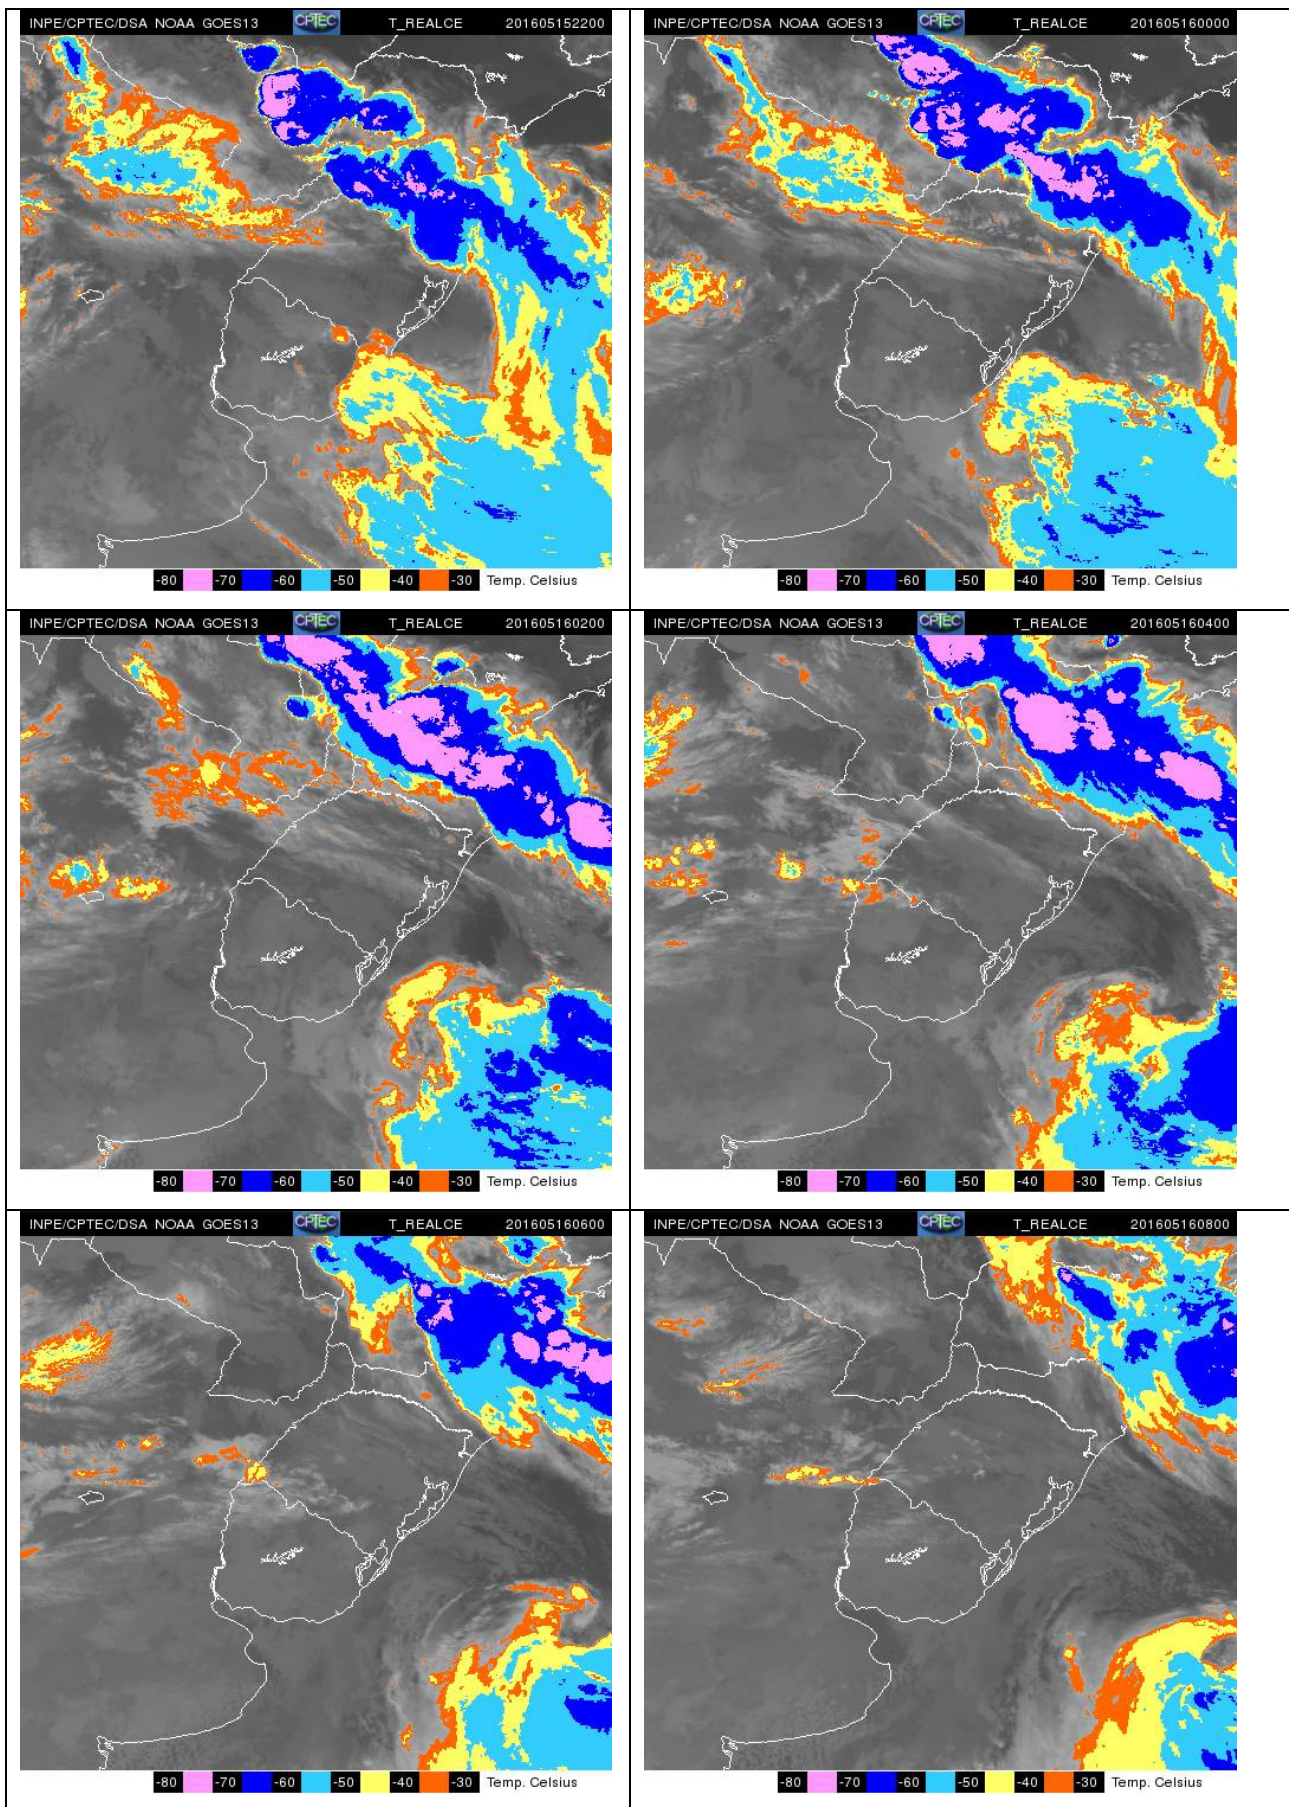 INPE/CPTEC/DSA NOAA GOES13 CPTEC T_REALCE 201605152200
-80 -70 -60 -50 -40 -30 Temp. Celsius
INPE/CPTEC/DSA NOAA GOES13 CPTEC T_REALCE 201605160000
-80 -70 -60 -50 -40 -30 Temp. Celsius
INPE/CPTEC/DSA NOAA GOES13 CPTEC T_REALCE 201605160200
-80 -70 -60 -50 -40 -30 Temp. Celsius
INPE/CPTEC/DSA NOAA GOES13 CPTEC T_REALCE 201605160400
-80 -70 -60 -50 -40 -30 Temp. Celsius
INPE/CPTEC/DSA NOAA GOES13 CPTEC T_REALCE 201605160600
-80 -70 -60 -50 -40 -30 Temp. Celsius
INPE/CPTEC/DSA NOAA GOES13 CPTEC T_REALCE 201605160800
-80 -70 -60 -50 -40 -30 Temp. Celsius